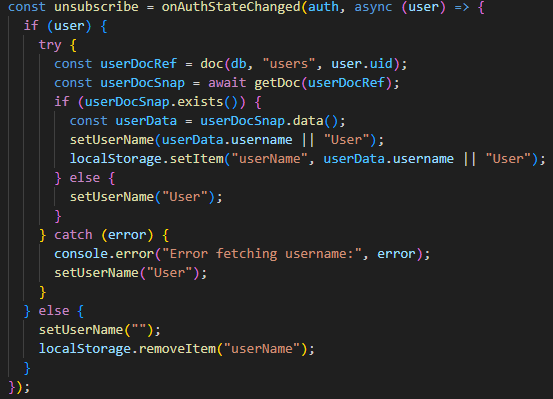 const unsubscribe = onAuthStateChanged(auth, async (user) => {
  if (user) {
    try {
      const userDocRef = doc(db, "users", user.uid);
      const userDocSnap = await getDoc(userDocRef);
      if (userDocSnap.exists()) {
        const userData = userDocSnap.data();
        setUserName(userData.username || "User");
        localStorage.setItem("userName", userData.username || "User");
      } else {
        setUserName("User");
      }
    } catch (error) {
      console.error("Error fetching username:", error);
      setUserName("User");
    }
  } else {
    setUserName("");
    localStorage.removeItem("userName");
  }
});